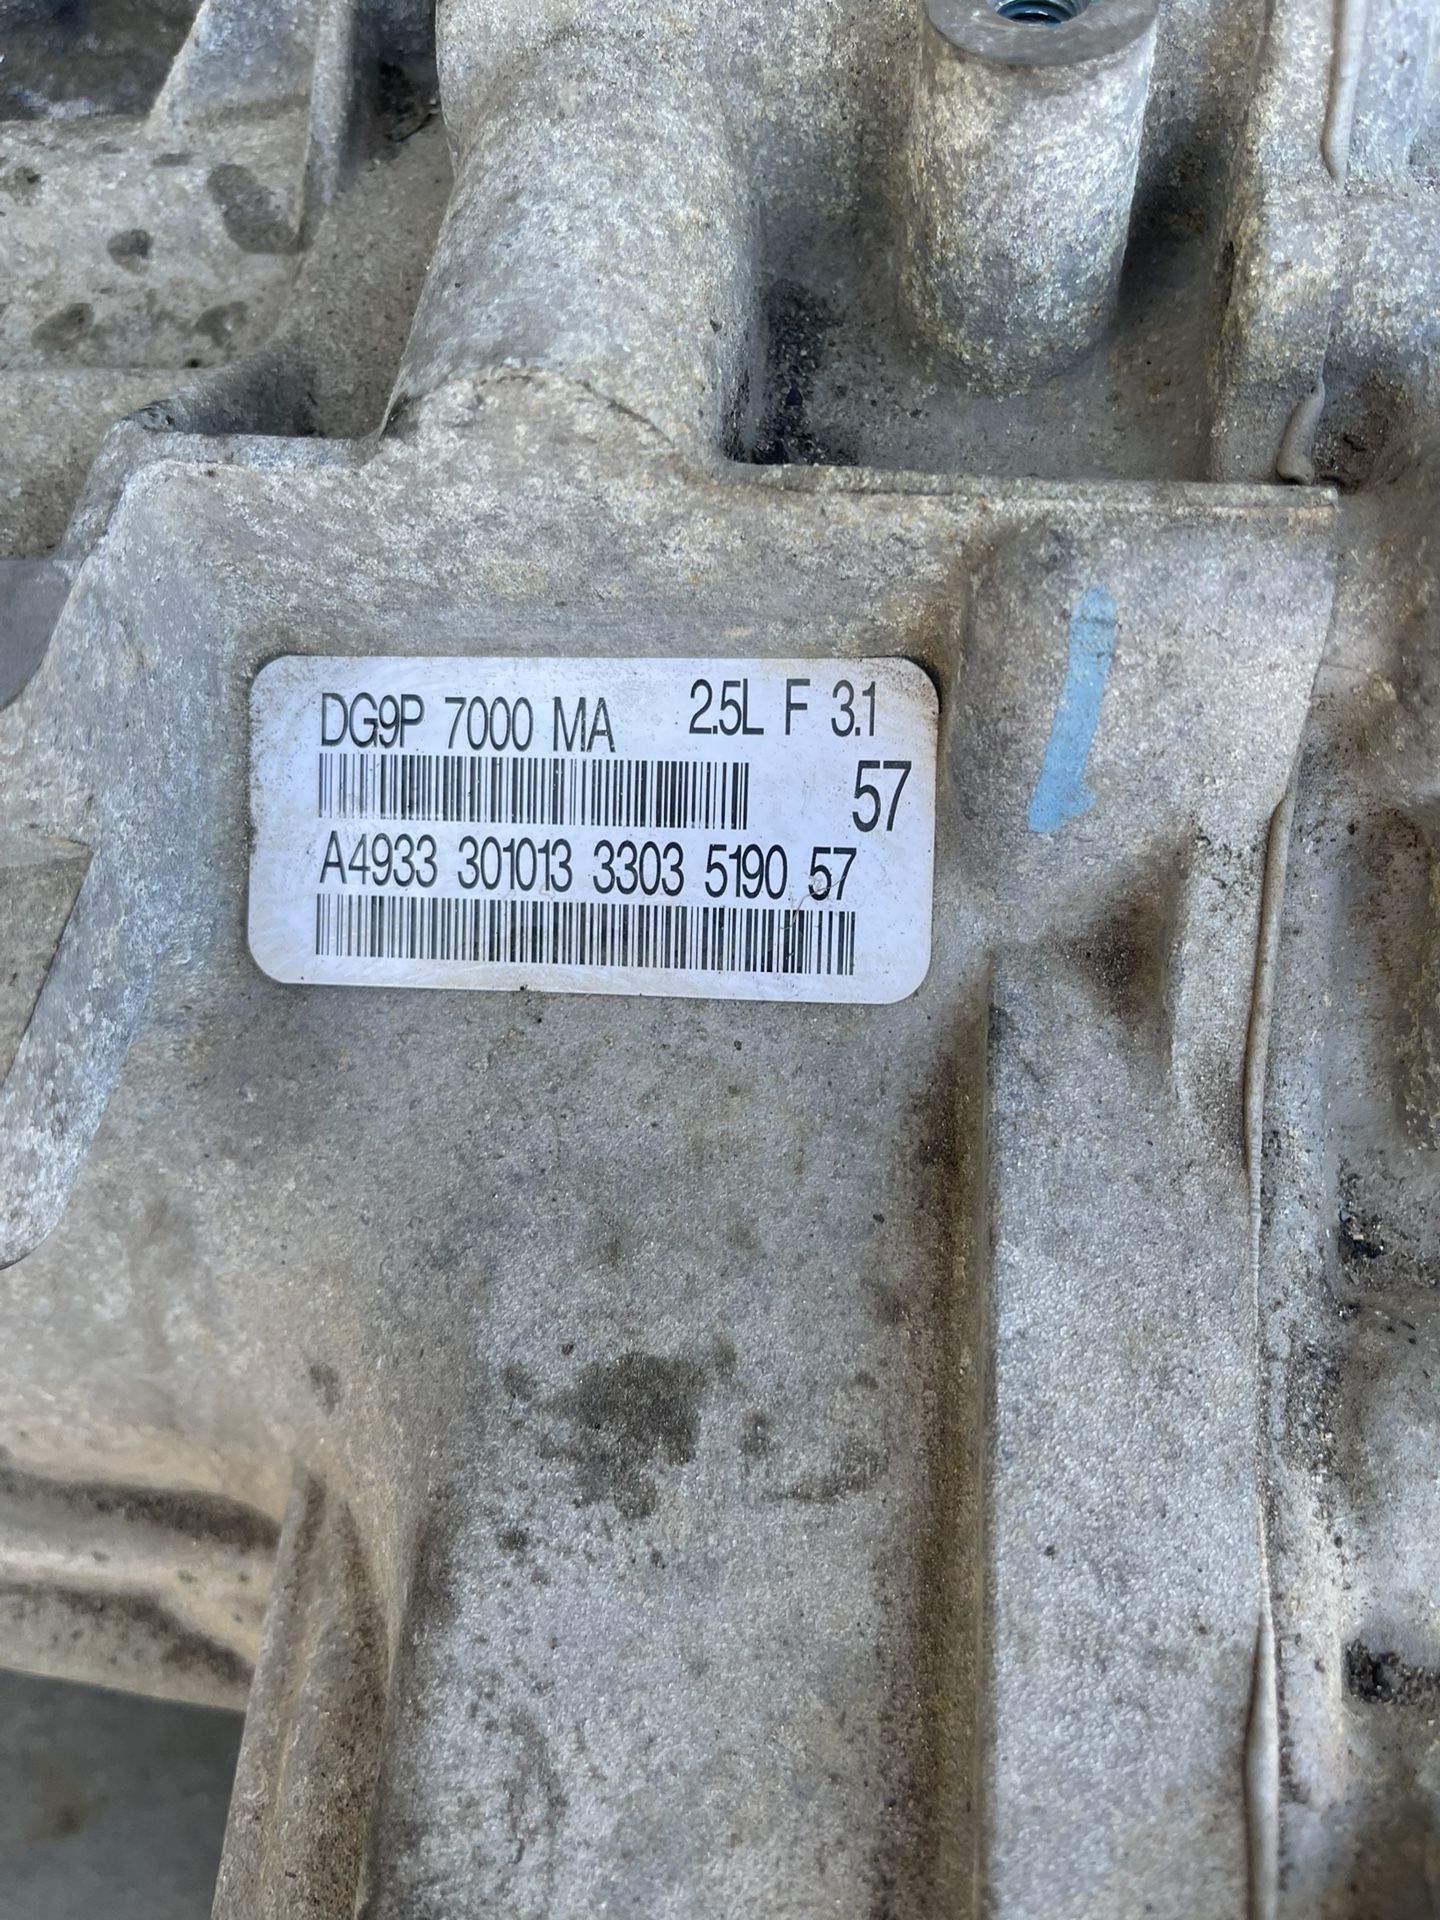 DG9P 7000 MA 2.5L F 3.1
57
A4933 301013 3303 5190 57